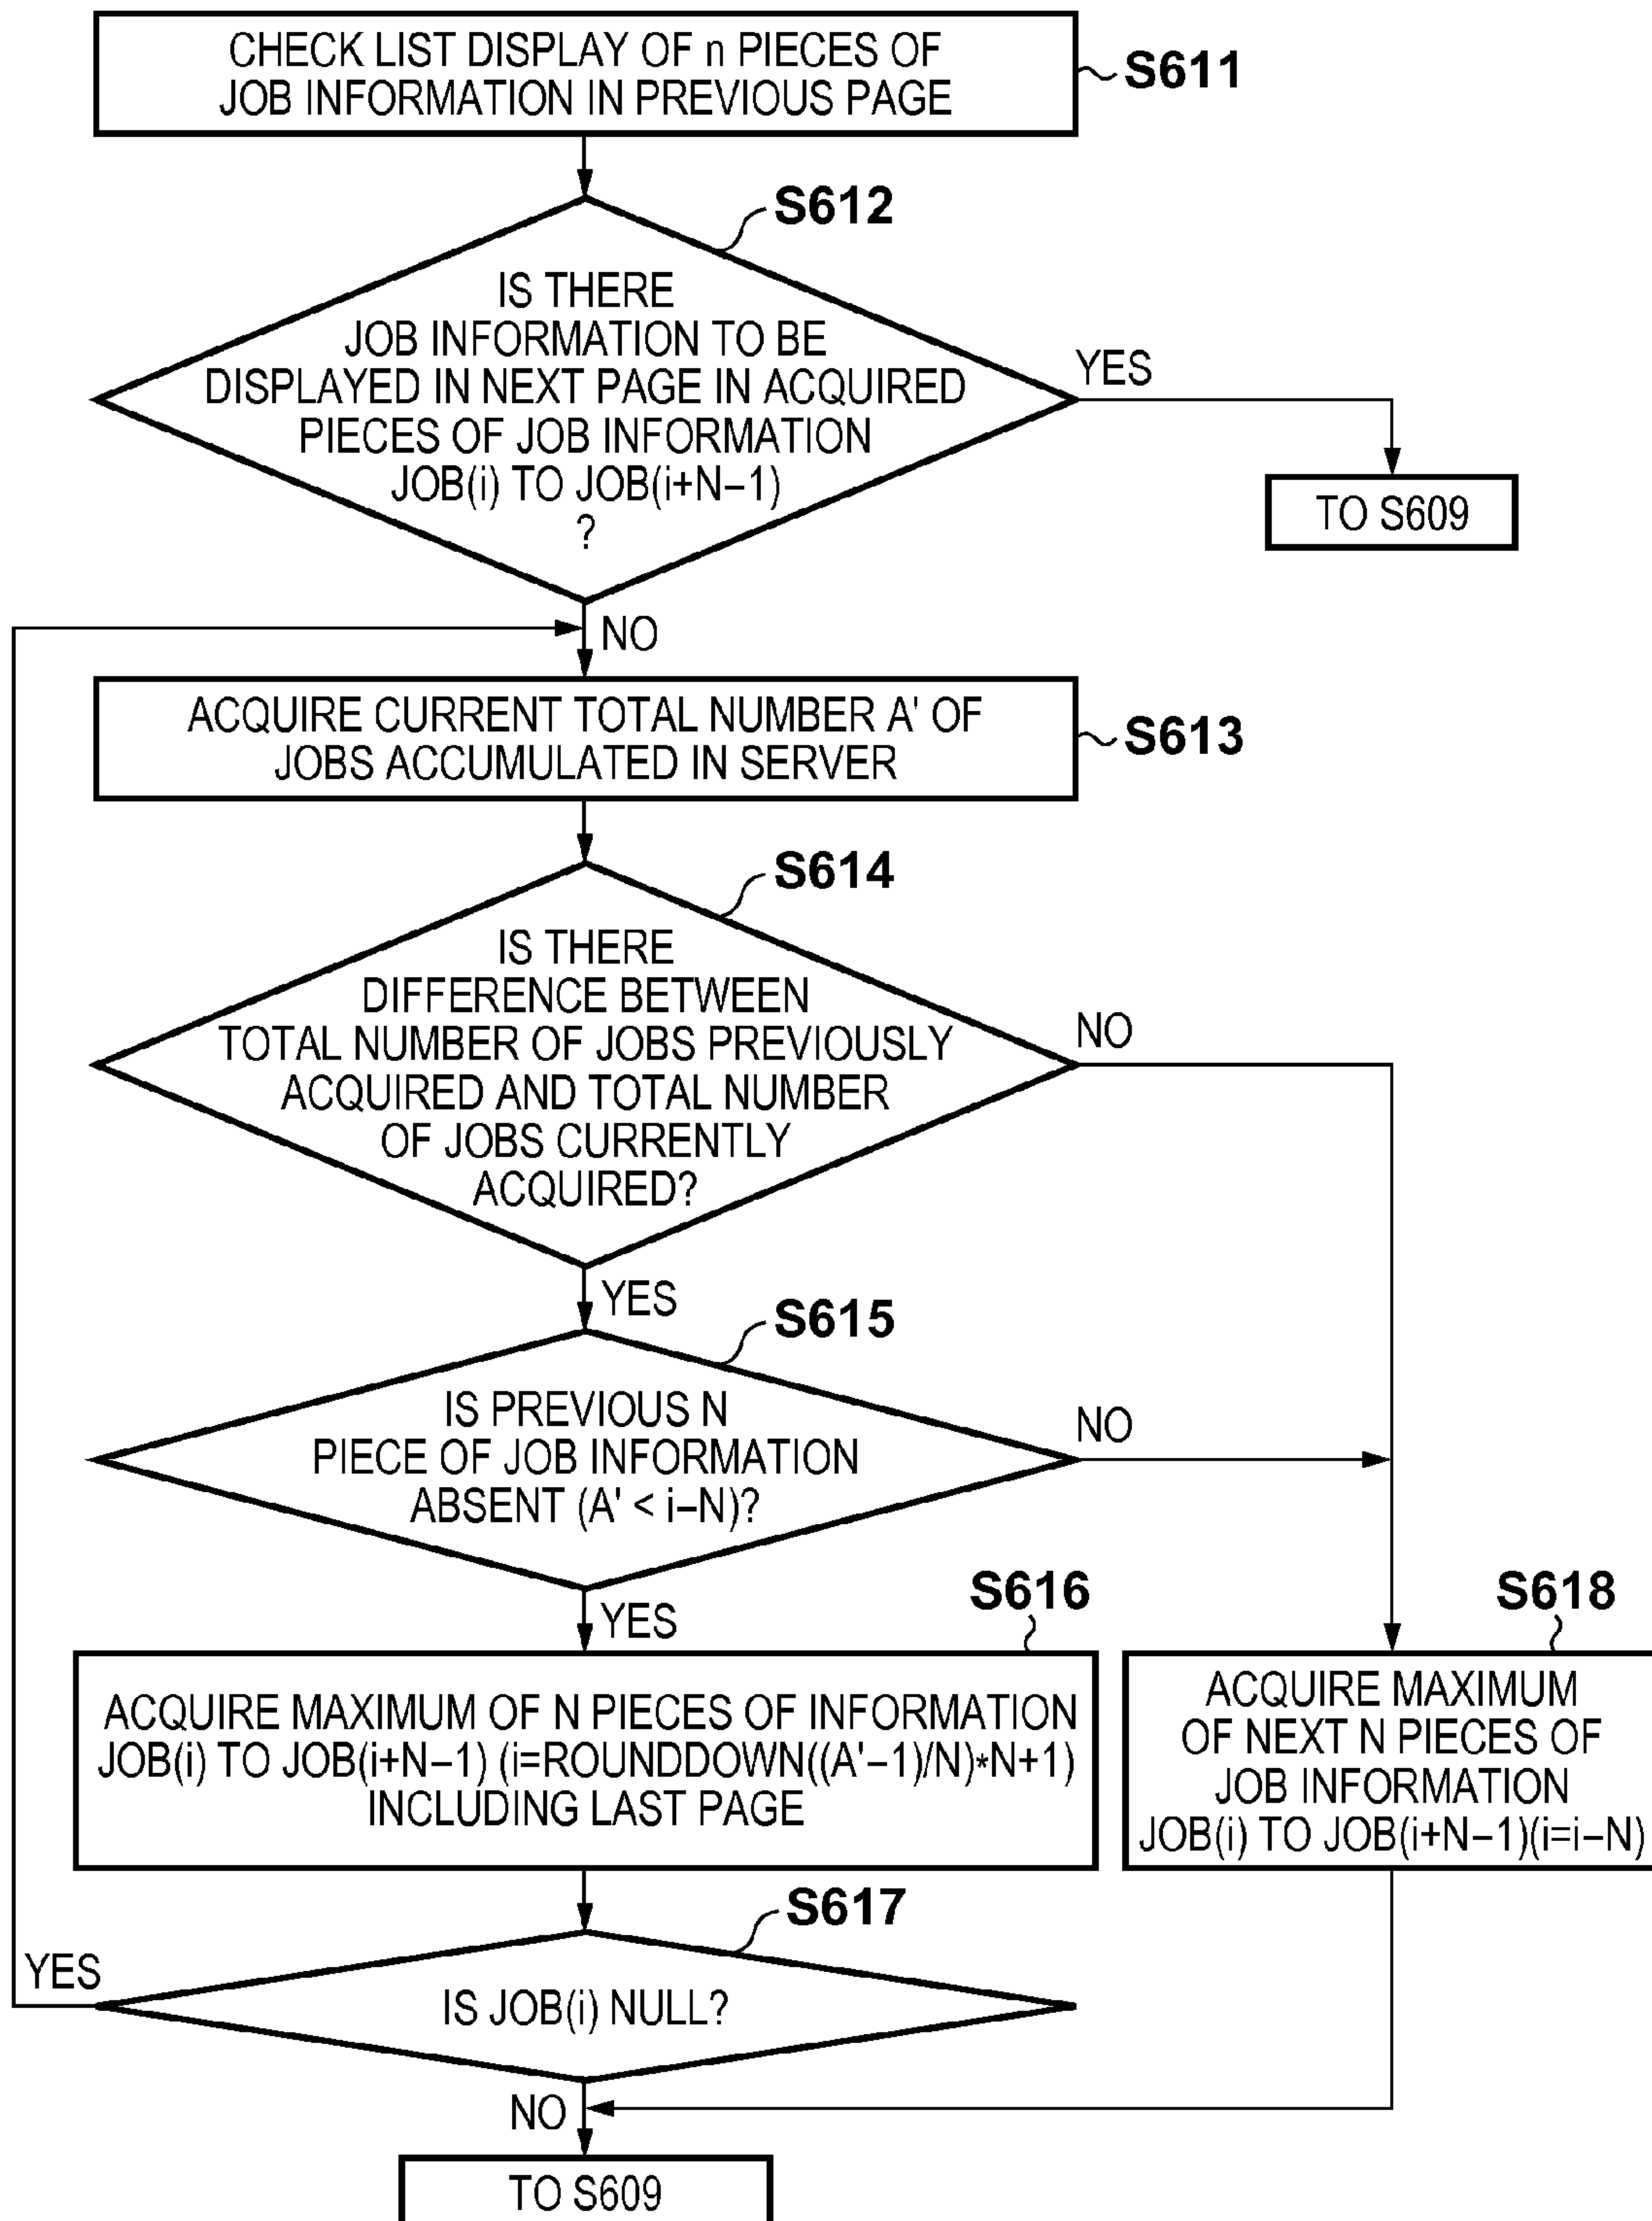 CHECK LIST DISPLAY OF n PIECES OF
JOB INFORMATION IN PREVIOUS PAGE
S611
S612
IS THERE
JOB INFORMATION TO BE
DISPLAYED IN NEXT PAGE IN ACQUIRED
PIECES OF JOB INFORMATION
JOB(i) TO JOB(i+N−1)
?
YES
TO S609
NO
ACQUIRE CURRENT TOTAL NUMBER A' OF
JOBS ACCUMULATED IN SERVER
S613
S614
IS THERE
DIFFERENCE BETWEEN
TOTAL NUMBER OF JOBS PREVIOUSLY
ACQUIRED AND TOTAL NUMBER
OF JOBS CURRENTLY
ACQUIRED?
NO
YES
S615
IS PREVIOUS N
PIECE OF JOB INFORMATION
ABSENT (A' < i−N)?
NO
YES
S616
ACQUIRE MAXIMUM OF N PIECES OF INFORMATION
JOB(i) TO JOB(i+N−1) (i=ROUNDDOWN((A'−1)/N)*N+1)
INCLUDING LAST PAGE
S618
ACQUIRE MAXIMUM
OF NEXT N PIECES OF
JOB INFORMATION
JOB(i) TO JOB(i+N−1)(i=i−N)
S617
YES
IS JOB(i) NULL?
NO
TO S609